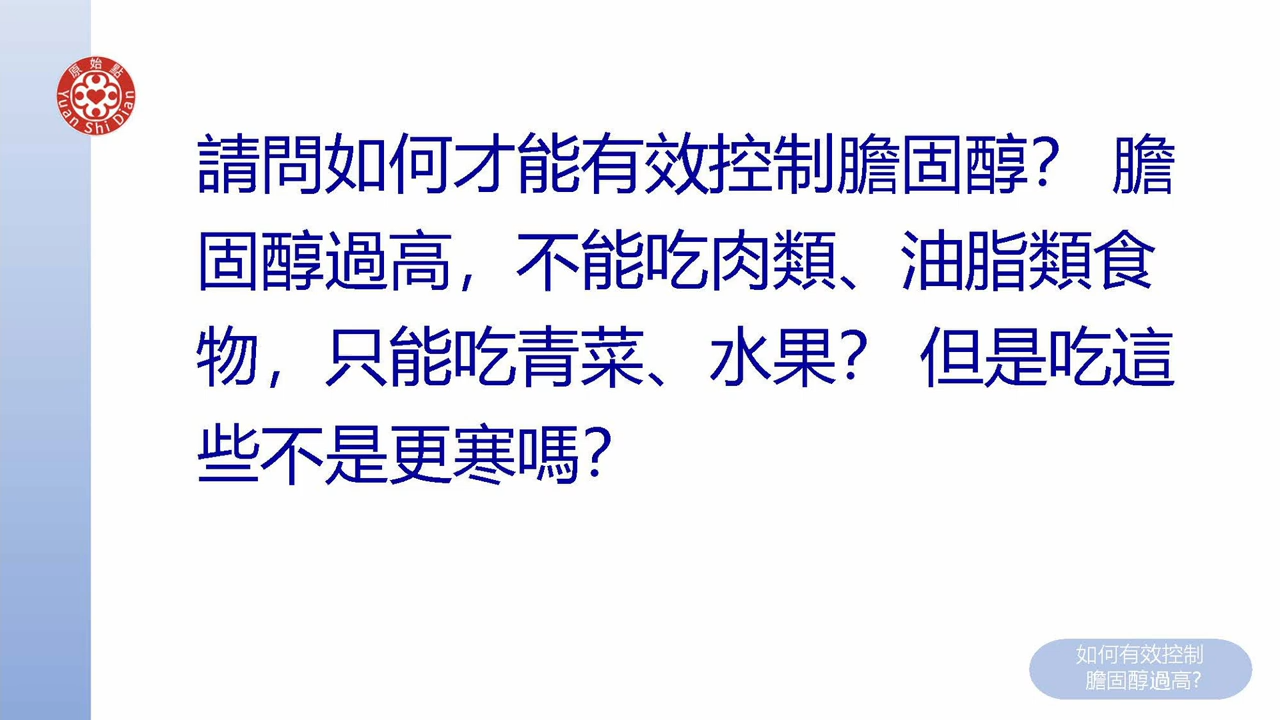 原始點
Yuan Shi Dian
請問如何才能有效控制膽固醇? 膽
固醇過高,不能吃肉類、油脂類食
物,只能吃青菜、水果? 但是吃這
些不是更寒嗎?
如何有效控制
膽固醇過高?